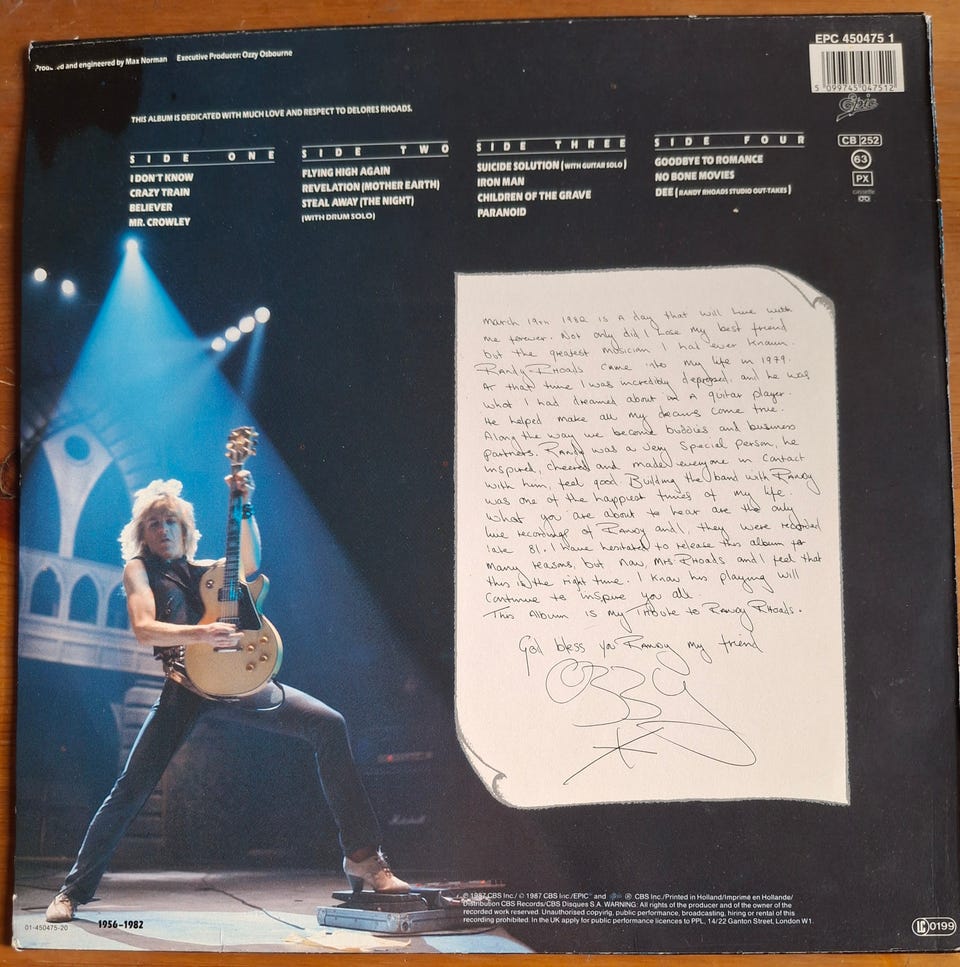 EPC 450475 1
Produced and engineered by Max Norman Executive Producer: Ozzy Osbourne
5 099745 047512
Epic
THIS ALBUM IS DEDICATED WITH MUCH LOVE AND RESPECT TO DELORES RHOADS.
CB 252
63
PX
cassette
SIDE ONE
I DON'T KNOW
CRAZY TRAIN
BELIEVER
MR. CROWLEY
SIDE TWO
FLYING HIGH AGAIN
REVELATION (MOTHER EARTH)
STEAL AWAY (THE NIGHT)
(WITH DRUM SOLO)
SIDE THREE
SUICIDE SOLUTION (WITH GUITAR SOLO)
IRON MAN
CHILDREN OF THE GRAVE
PARANOID
SIDE FOUR
GOODBYE TO ROMANCE
NO BONE MOVIES
DEE (RANDY RHOADS STUDIO OUT-TAKES)
March 19th 1982 is a day that will live with
me forever. Not only did I lose my best friend
but the greatest musician I had ever known.
Randy Rhoads came into my life in 1979.
At that time I was incredibly depressed, and he was
what I had dreamed about in a guitar player.
He helped make all my dreams come true.
Along the way we become buddies and business
partners. Randy was a very special person, he
inspired, cheered and made everyone in contact
with him, feel good. Building the band with Randy
was one of the happiest times of my life.
What you are about to hear are the only
live recordings of Randy and I, they were recorded
late 81. I have hesitated to release this album for
many reasons, but now, Mrs. Rhoads and I feel that
this is the right time. I know his playing will
continue to inspire you all.
This Album is my Tribute to Randy Rhoads.
God bless you Randy my friend
OZZY
Marshall
1956-1982
01-450475-20
℗ 1987 CBS Inc./ © 1987 CBS Inc./EPIC and ® CBS Inc./Printed in Holland/Imprimé en Hollande/
Distribution CBS Records/CBS Disques S.A. WARNING: All rights of the producer and of the owner of the
recorded work reserved. Unauthorised copying, public performance, broadcasting, hiring or rental of this
recording prohibited. In the UK apply for public performance licences to PPL, 14/22 Ganton Street, London W1.
LC 0199